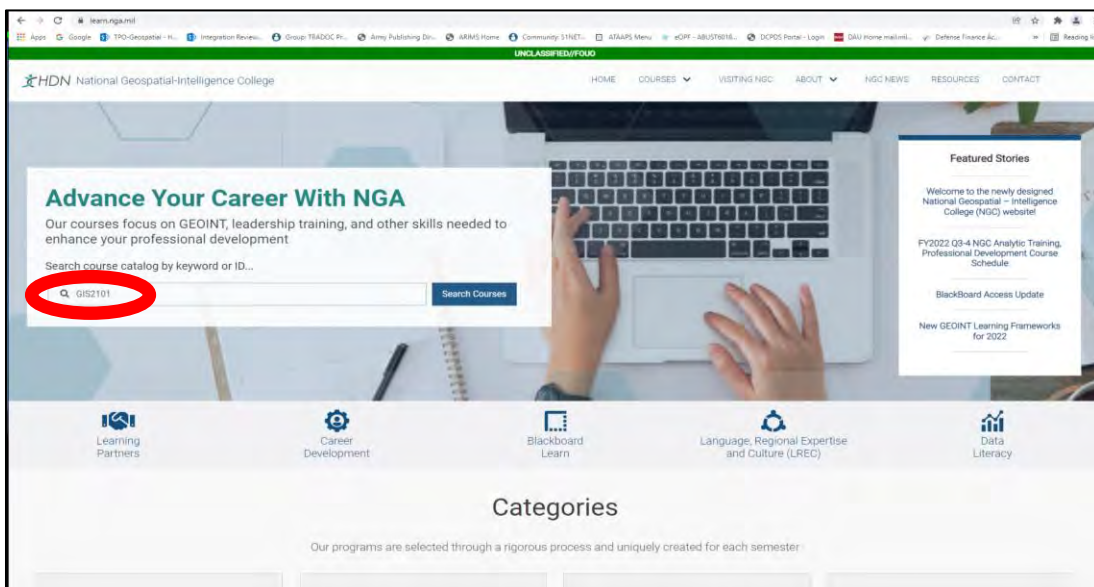 learn.nga.mil
Apps Google TPO-Geospatial - H... Integration Review... Group: TRADOC Pr... Army Publishing Dir... ARIMS Home Community: S1NET... ATAAPS Menu eOPF - DCPDS Portal - Login DAU Home Defense Finance Ac... » Reading li
UNCLASSIFIED//FOUO
HDN National Geospatial-Intelligence College
HOME COURSES VISITING NGC ABOUT NGC NEWS RESOURCES CONTACT
Advance Your Career With NGA
Our courses focus on GEOINT, leadership training, and other skills needed to
enhance your professional development
Search course catalog by keyword or ID...
GIS2101 Search Courses
Featured Stories
Welcome to the newly designed
National Geospatial – Intelligence
College (NGC) website!
FY2022 Q3-4 NGC Analytic Training,
Professional Development Course
Schedule
BlackBoard Access Update
New GEOINT Learning Frameworks
for 2022
Learning
Partners
Career
Development
Blackboard
Learn
Language, Regional Expertise
and Culture (LREC)
Data
Literacy
Categories
Our programs are selected through a rigorous process and uniquely created for each semester